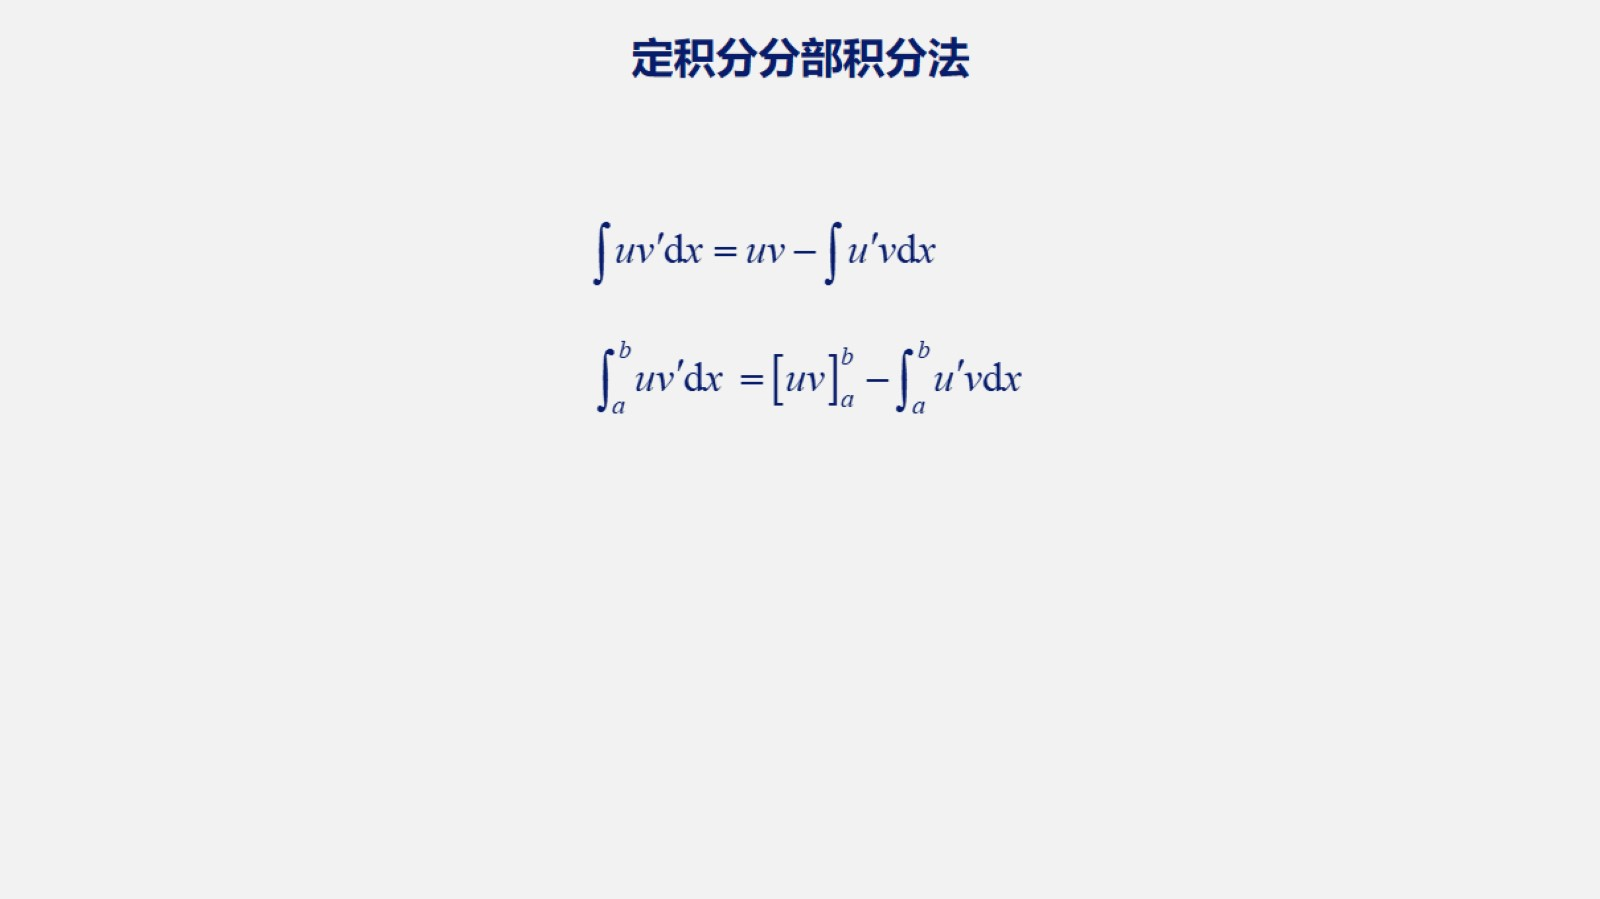 定积分分部积分法
∫uv′dx = uv − ∫u′vdx
∫_a^b uv′dx = [uv]_a^b − ∫_a^b u′vdx